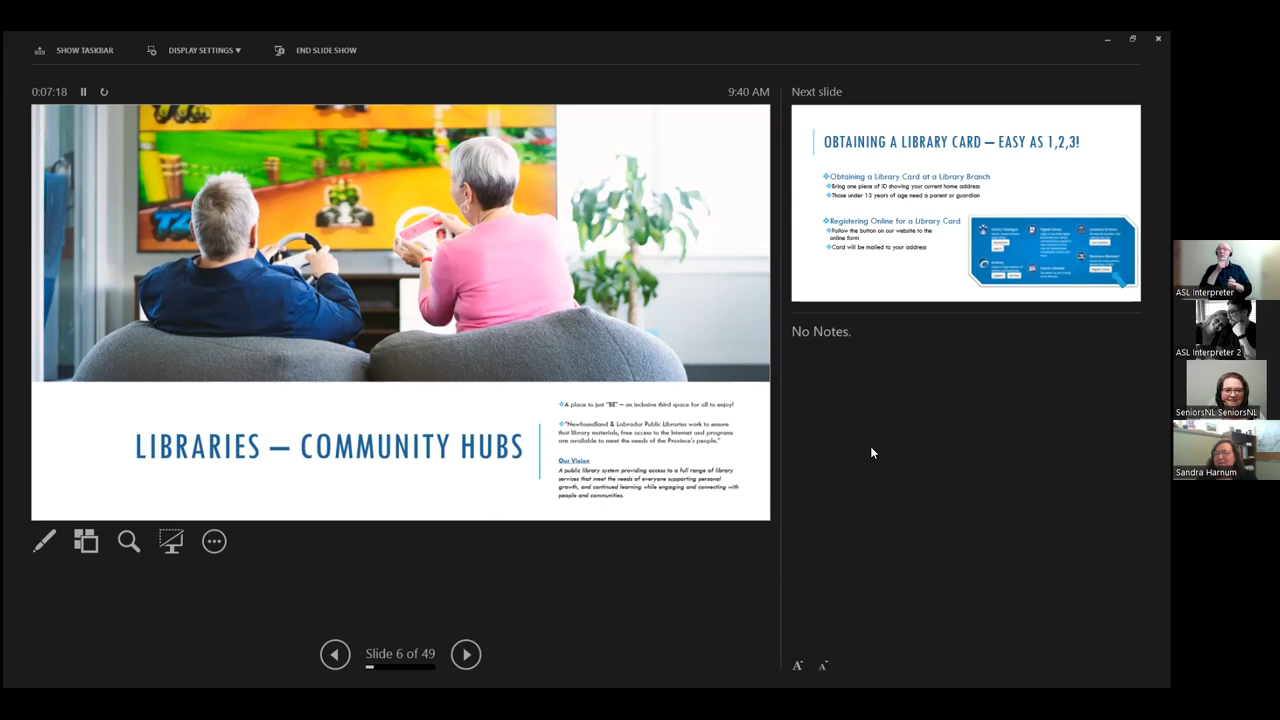 SHOW TASKBAR
DISPLAY SETTINGS ▼
END SLIDE SHOW
0:07:18
9:40 AM
TA
LIBRARIES – COMMUNITY HUBS
❖A place to just "BE" – an inclusive third space for all to enjoy!
❖"Newfoundland & Labrador Public Libraries work to ensure
that library materials, free access to the Internet and programs
are available to meet the needs of the Province's people."
Our Vision
A public library system providing access to a full range of library
services that meet the needs of everyone supporting personal
growth, and continued learning while engaging and connecting with
people and communities.
Slide 6 of 49
Next slide
OBTAINING A LIBRARY CARD – EASY AS 1,2,3!
❖Obtaining a Library Card at a Library Branch
❖Bring one piece of ID showing your current home address
❖Those under 13 years of age need a parent or guardian
❖Registering Online for a Library Card
❖Follow the button on our website to the
online form
❖Card will be mailed to your address
No Notes.
ASL Interpreter
ASL Interpreter 2
SeniorsNL SeniorsNL
Sandra Harnum